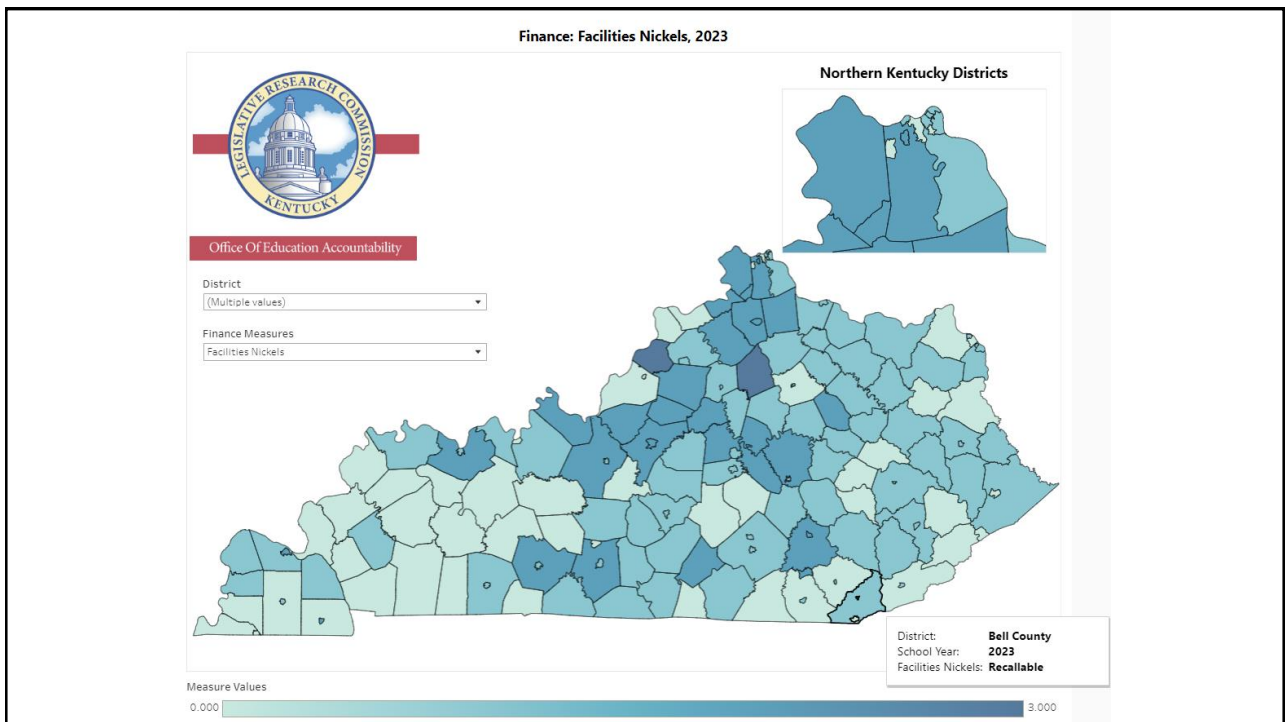 Finance: Facilities Nickels, 2023
Northern Kentucky Districts
LEGISLATIVE RESEARCH COMMISSION
KENTUCKY
Office Of Education Accountability
District
(Multiple values)
Finance Measures
Facilities Nickels
District: Bell County
School Year: 2023
Facilities Nickels: Recallable
Measure Values
0.000 3.000